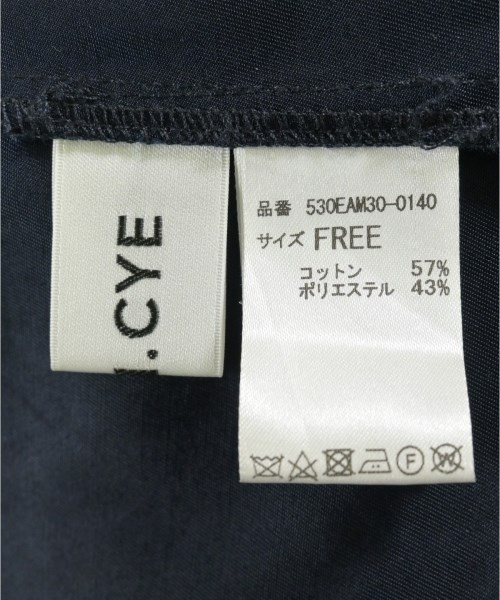 .CYE
品番 530EAM30-0140
サイズ FREE
コットン 57%
ポリエステル 43%
F
W